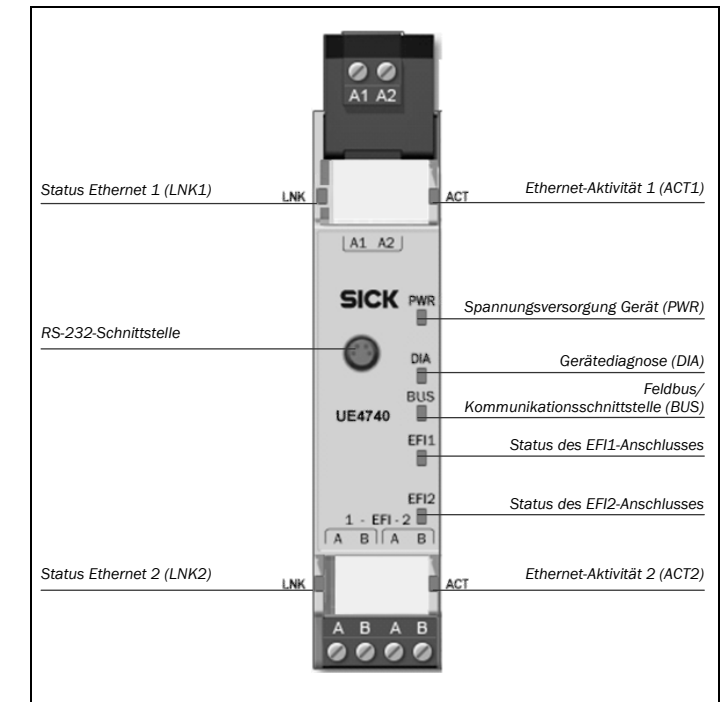 A1 A2
Status Ethernet 1 (LNK1)
LNK
ACT
Ethernet-Aktivität 1 (ACT1)
A1 A2
SICK
PWR
Spannungsversorgung Gerät (PWR)
RS-232-Schnittstelle
DIA
Gerätediagnose (DIA)
BUS
Feldbus/
Kommunikationsschnittstelle (BUS)
UE4740
EFI1
Status des EFI1-Anschlusses
EFI2
Status des EFI2-Anschlusses
1 - EFI - 2
A B A B
Status Ethernet 2 (LNK2)
LNK
ACT
Ethernet-Aktivität 2 (ACT2)
A B A B